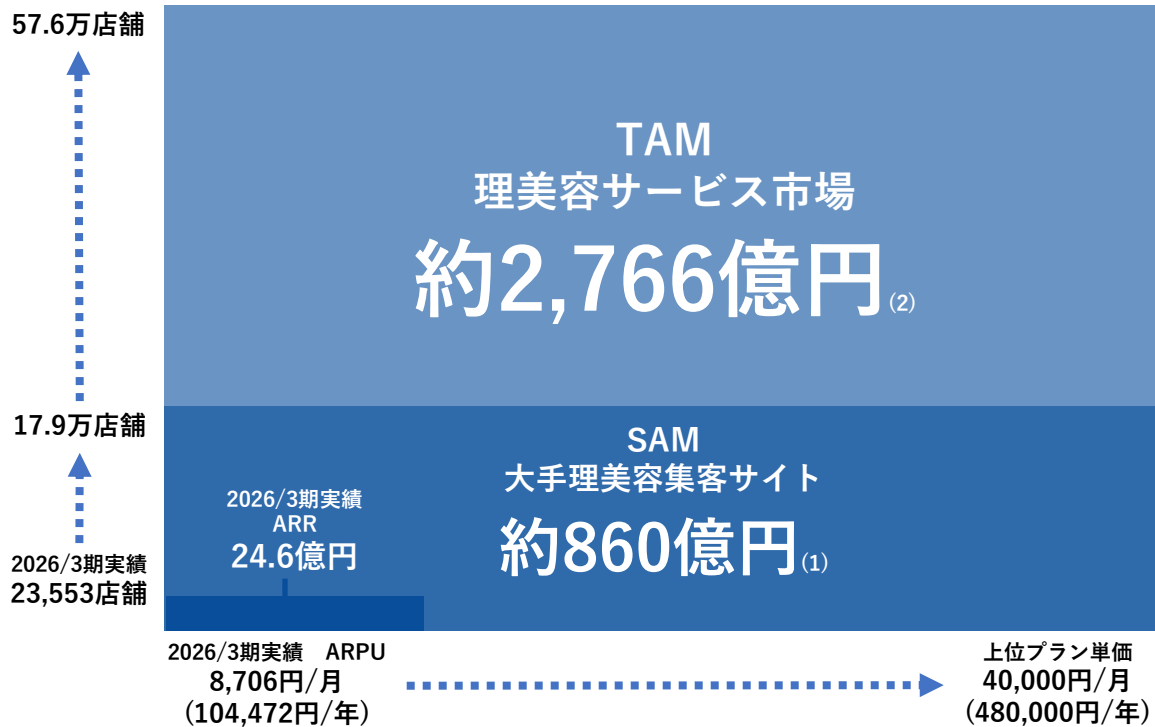 57.6万店舗
TAM
理美容サービス市場
約2,766億円(2)
17.9万店舗
SAM
大手理美容集客サイト
約860億円(1)
2026/3期実績
ARR
24.6億円
2026/3期実績
23,553店舗
2026/3期実績　ARPU
8,706円/月
(104,472円/年)
上位プラン単価
40,000円/月
(480,000円/年)